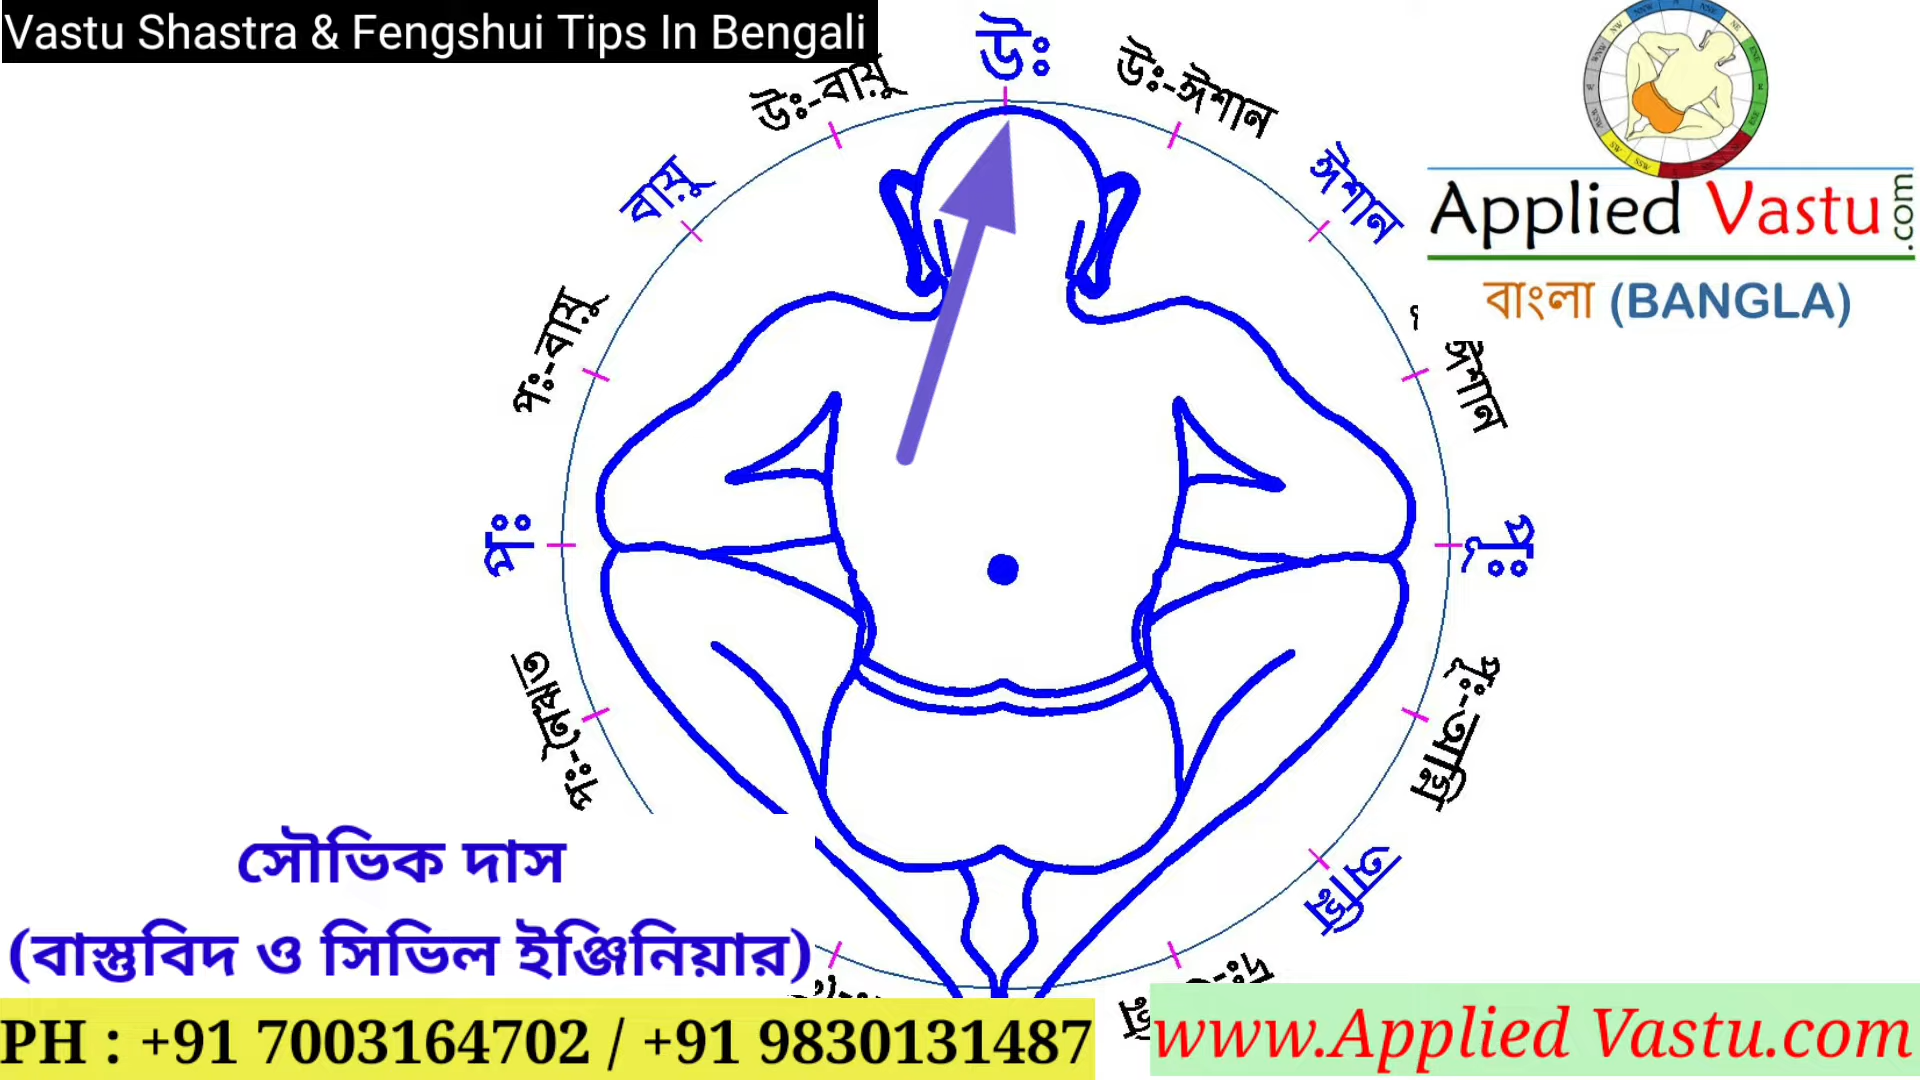 Vastu Shastra & Fengshui Tips In Bengali
উঃ
উঃ-বায়ু
উঃ-ঈশান
বায়ু
ঈশান
Applied Vastu.com
বাংলা (BANGLA)
পঃ-বায়ু
ঈশান
পঃ
পূঃ
পূঃ-অগ্নি
অগ্নি
সৌভিক দাস
(বাস্তুবিদ ও সিভিল ইঞ্জিনিয়ার)
PH : +91 7003164702 / +91 9830131487
www.Applied Vastu.com